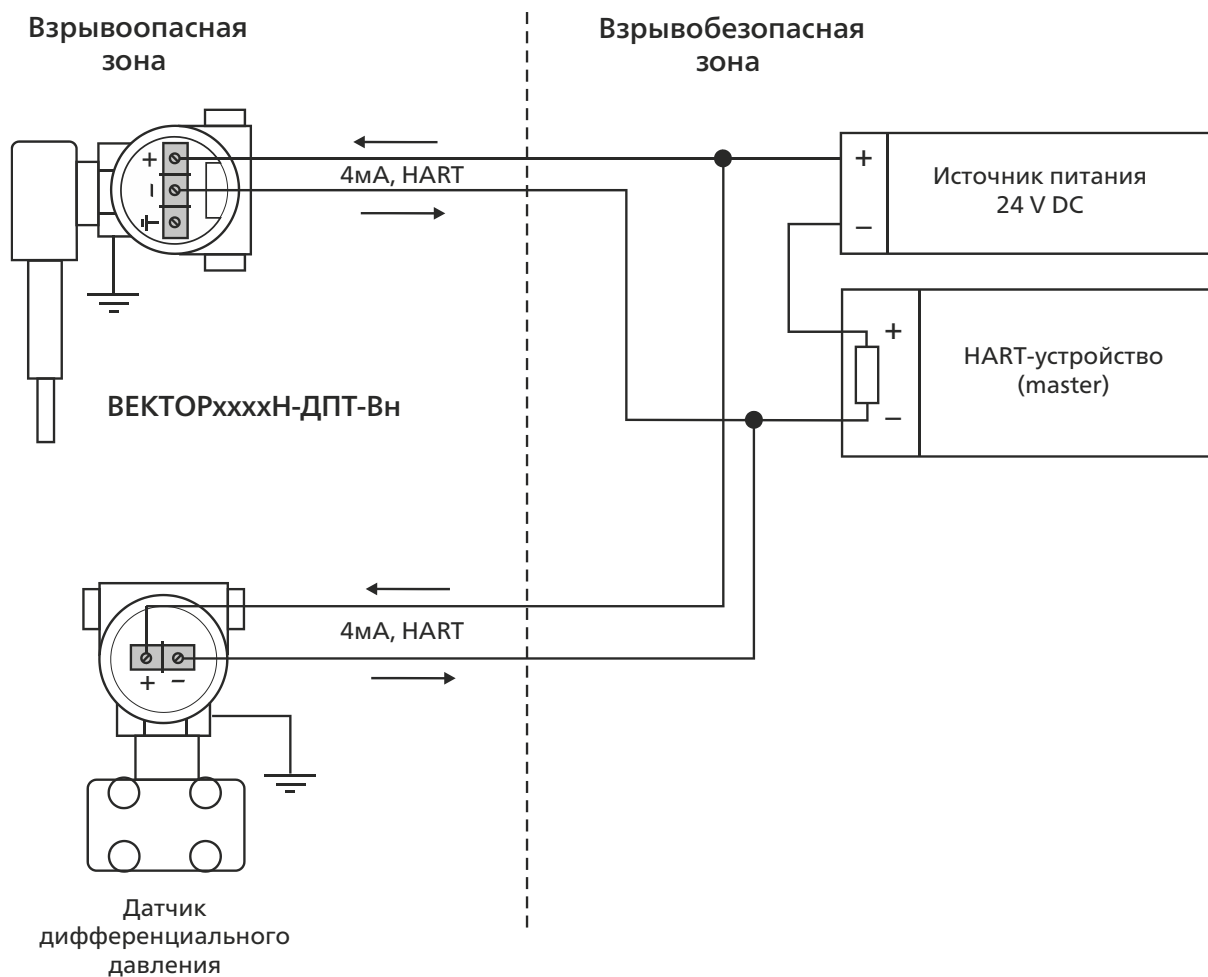 Взрывоопасная
зона
Взрывобезопасная
зона
+
−
4мА, HART
+
−
Источник питания
24 V DC
+
−
HART-устройство
(master)
ВЕКТОРххххН-ДПТ-Вн
4мА, HART
+ −
Датчик
дифференциального
давления